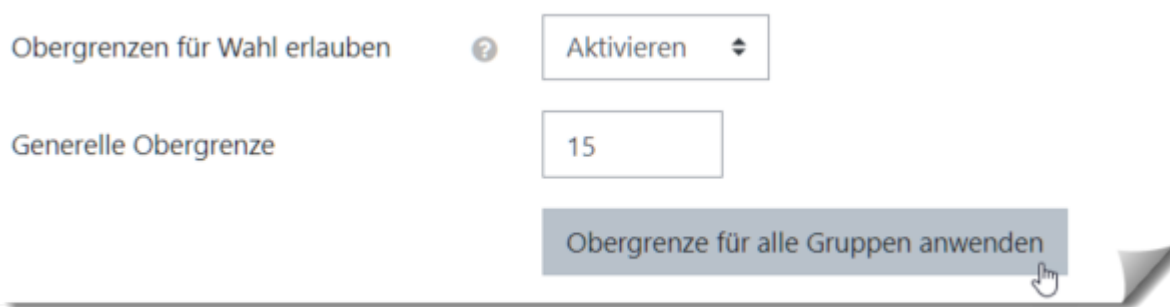 Obergrenzen für Wahl erlauben ? Aktivieren
Generelle Obergrenze 15
Obergrenze für alle Gruppen anwenden